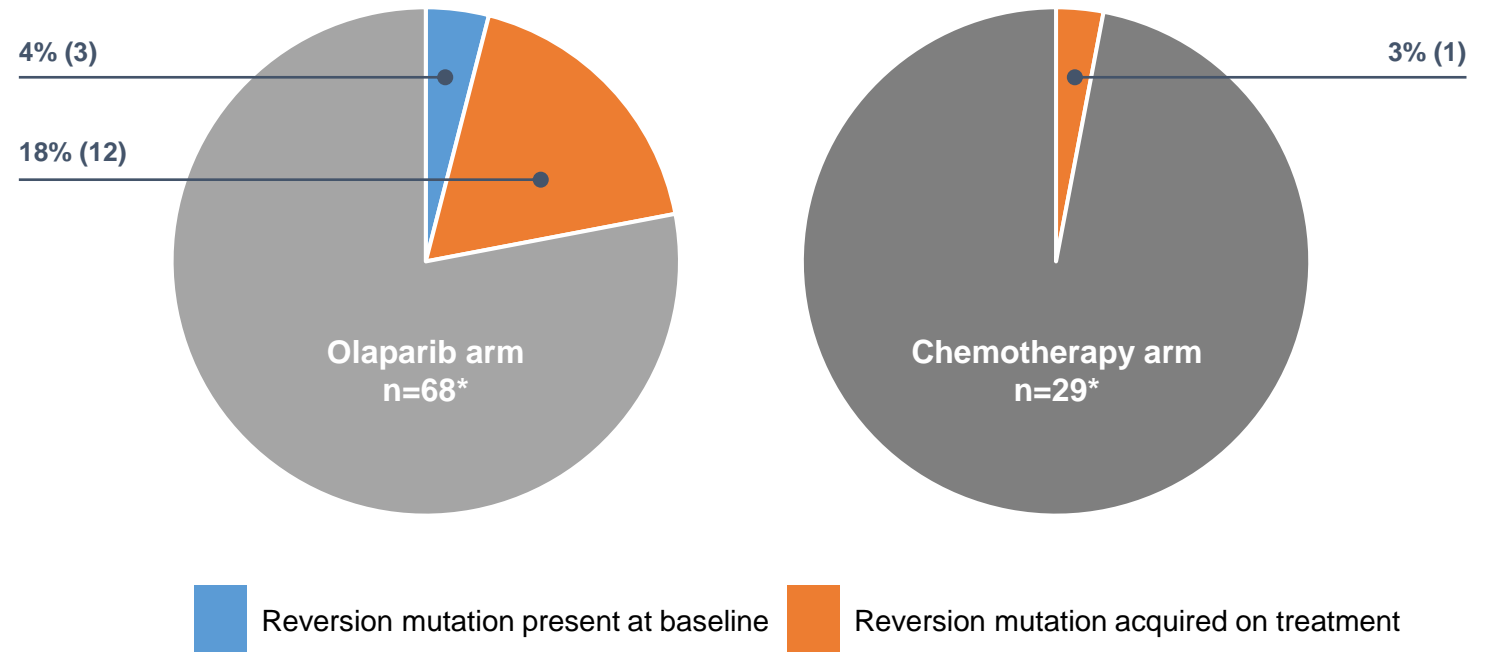 4% (3)
3% (1)
18% (12)
Olaparib arm
n=68*
Chemotherapy arm
n=29*
Reversion mutation present at baseline
Reversion mutation acquired on treatment